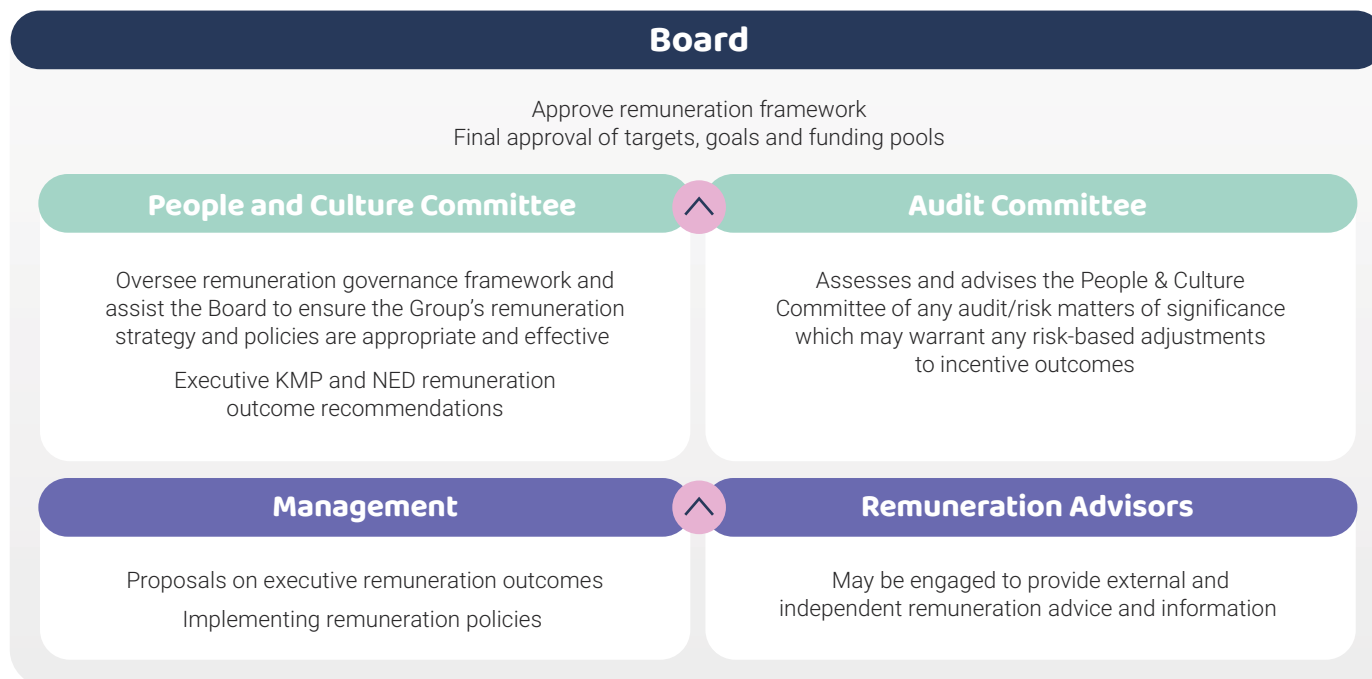 Board
Approve remuneration framework
Final approval of targets, goals and funding pools
People and Culture Committee
Oversee remuneration governance framework and
assist the Board to ensure the Group’s remuneration
strategy and policies are appropriate and effective
Executive KMP and NED remuneration
outcome recommendations
Audit Committee
Assesses and advises the People & Culture
Committee of any audit/risk matters of significance
which may warrant any risk-based adjustments
to incentive outcomes
Management
Proposals on executive remuneration outcomes
Implementing remuneration policies
Remuneration Advisors
May be engaged to provide external and
independent remuneration advice and information